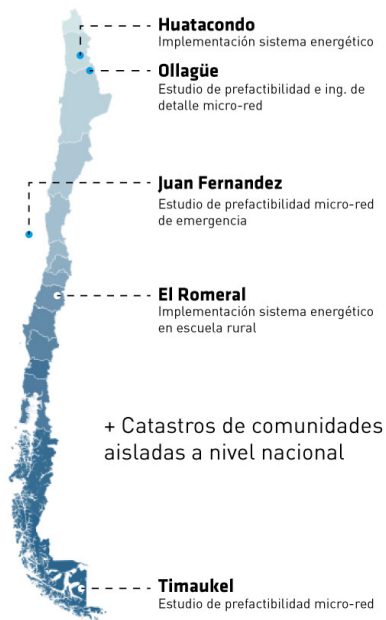 Huatacondo
Implementación sistema energético
Ollagüe
Estudio de prefactibilidad e ing. de
detalle micro-red
Juan Fernandez
Estudio de prefactibilidad micro-red
de emergencia
El Romeral
Implementación sistema energético
en escuela rural
+ Catastros de comunidades
aisladas a nivel nacional
Timaukel
Estudio de prefactibilidad micro-red